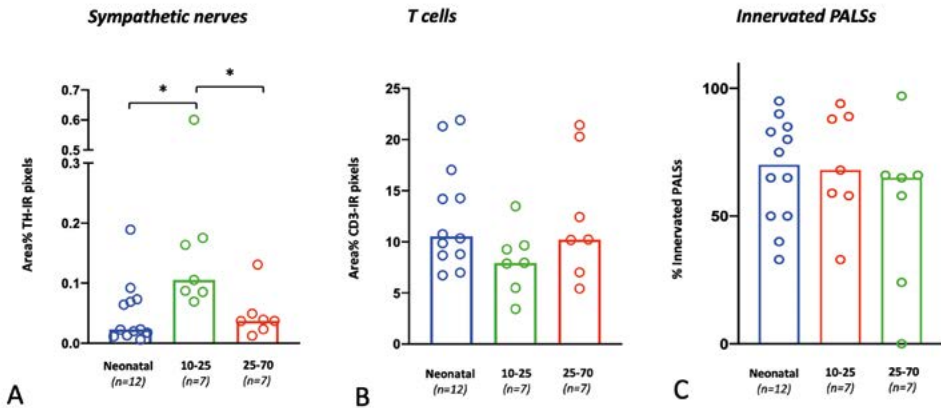 Sympathetic nerves
T cells
Innervated PALSs
Area% TH-IR pixels
0.7
0.6
0.5
0.3
0.2
0.1
0.0
*
*
Neonatal
(n=12)
10-25
(n=7)
25-70
(n=7)
A
Area% CD3-IR pixels
25
20
15
10
5
0
Neonatal
(n=12)
10-25
(n=7)
25-70
(n=7)
B
% Innervated PALSs
100
50
0
Neonatal
(n=12)
10-25
(n=7)
25-70
(n=7)
C